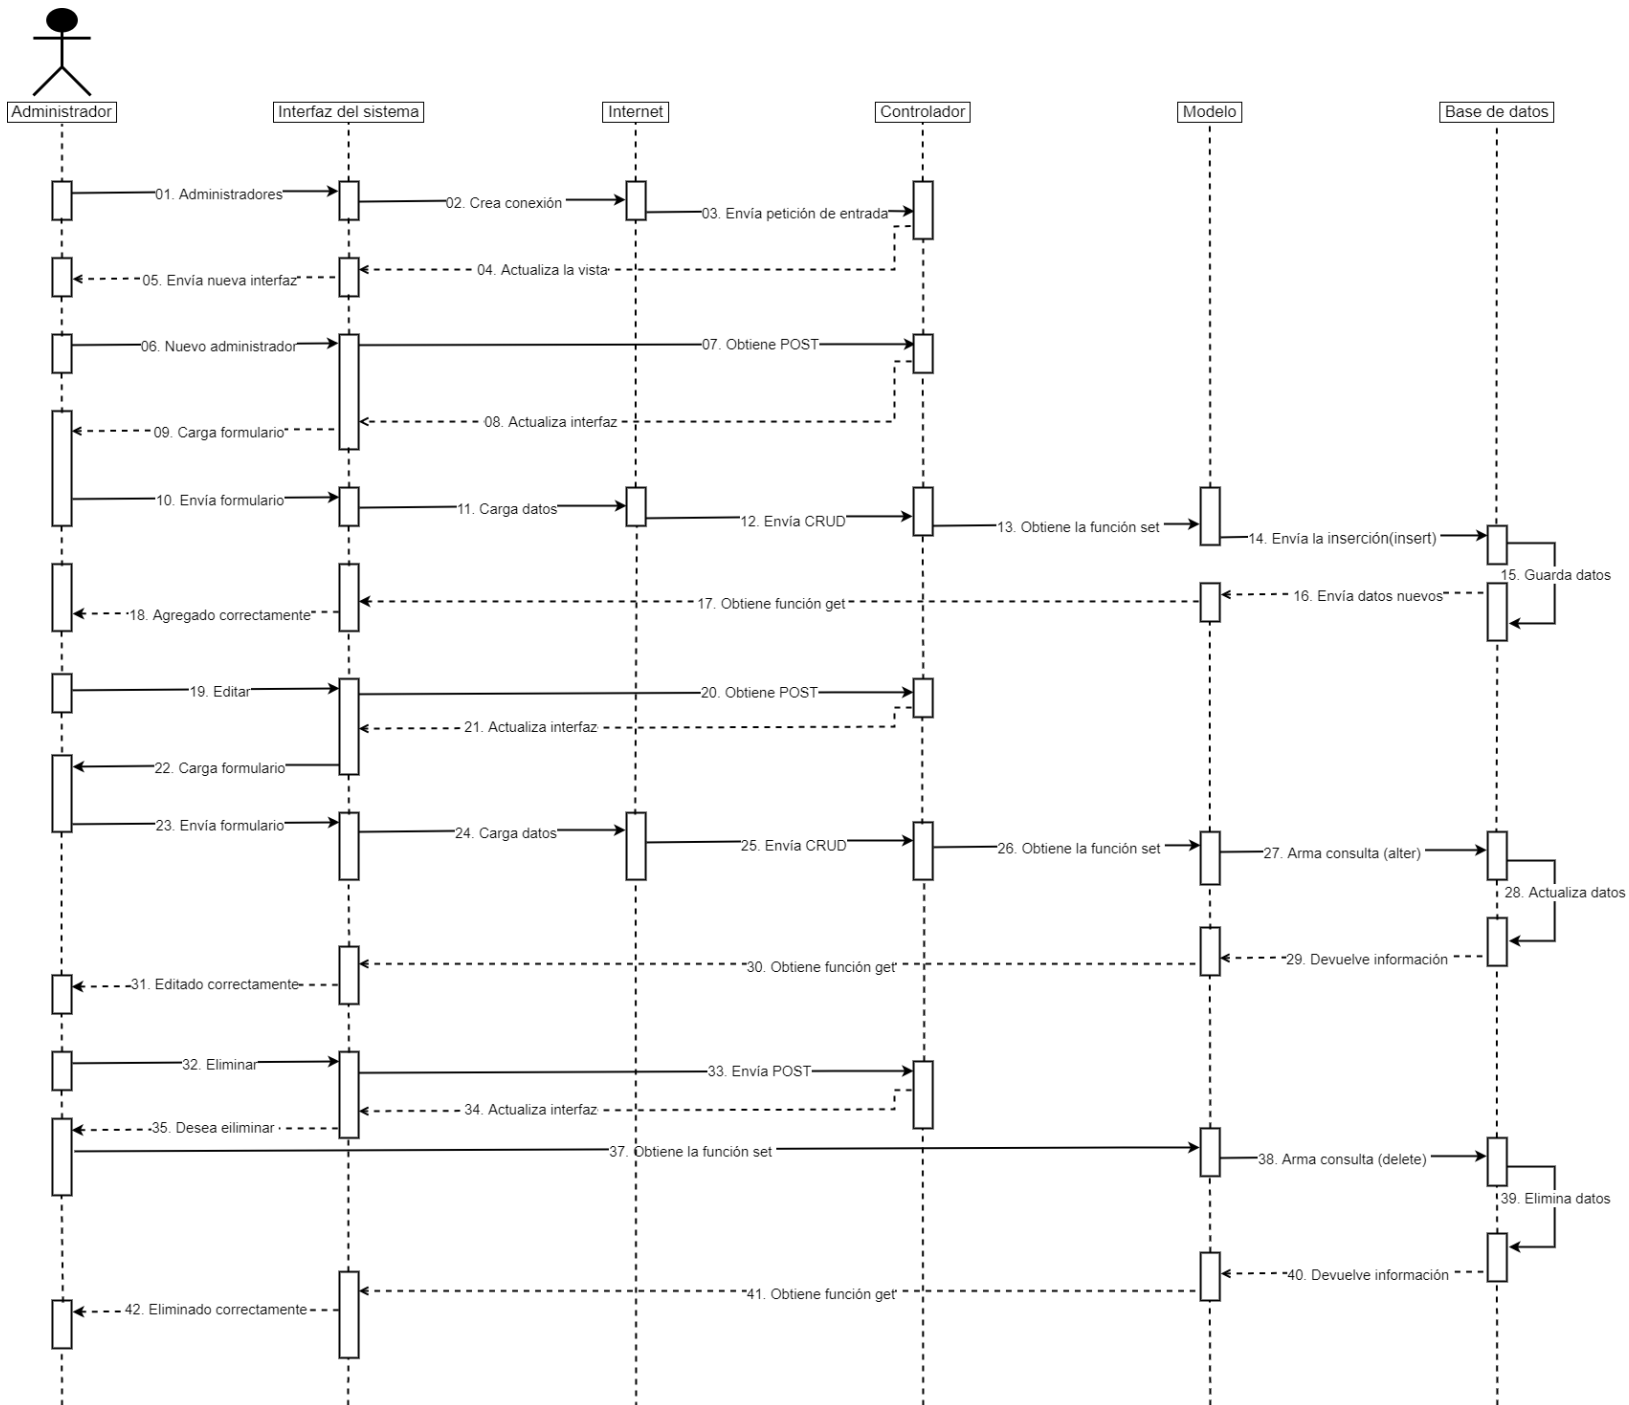 Administrador
Interfaz del sistema
Internet
Controlador
Modelo
Base de datos
01. Administradores
02. Crea conexión
03. Envía petición de entrada
04. Actualiza la vista
05. Envía nueva interfaz
06. Nuevo administrador
07. Obtiene POST
08. Actualiza interfaz
09. Carga formulario
10. Envía formulario
11. Carga datos
12. Envía CRUD
13. Obtiene la función set
14. Envía la inserción(insert)
15. Guarda datos
16. Envía datos nuevos
17. Obtiene función get
18. Agregado correctamente
19. Editar
20. Obtiene POST
21. Actualiza interfaz
22. Carga formulario
23. Envía formulario
24. Carga datos
25. Envía CRUD
26. Obtiene la función set
27. Arma consulta (alter)
28. Actualiza datos
29. Devuelve información
30. Obtiene función get
31. Editado correctamente
32. Eliminar
33. Envía POST
34. Actualiza interfaz
35. Desea eiliminar
37. Obtiene la función set
38. Arma consulta (delete)
39. Elimina datos
40. Devuelve información
41. Obtiene función get
42. Eliminado correctamente